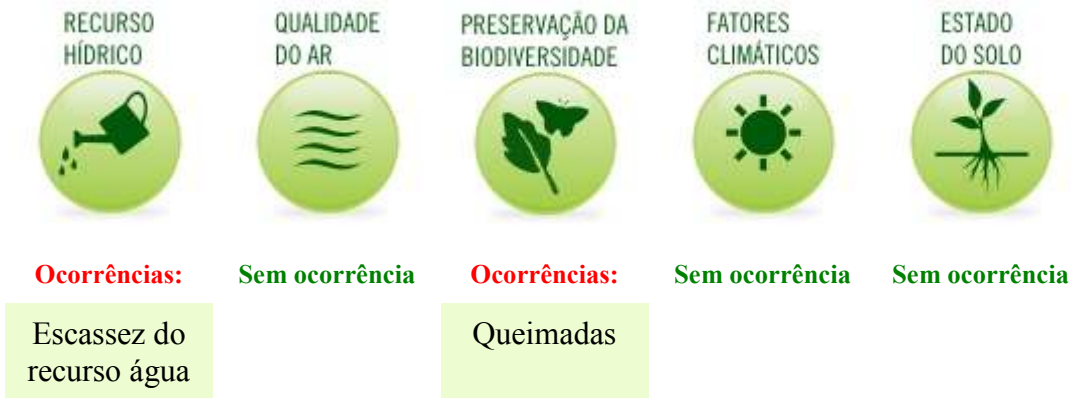 RECURSO
HÍDRICO
QUALIDADE
DO AR
PRESERVAÇÃO DA
BIODIVERSIDADE
FATORES
CLIMÁTICOS
ESTADO
DO SOLO
Ocorrências:
Sem ocorrência
Ocorrências:
Sem ocorrência
Sem ocorrência
Escassez do
recurso água
Queimadas